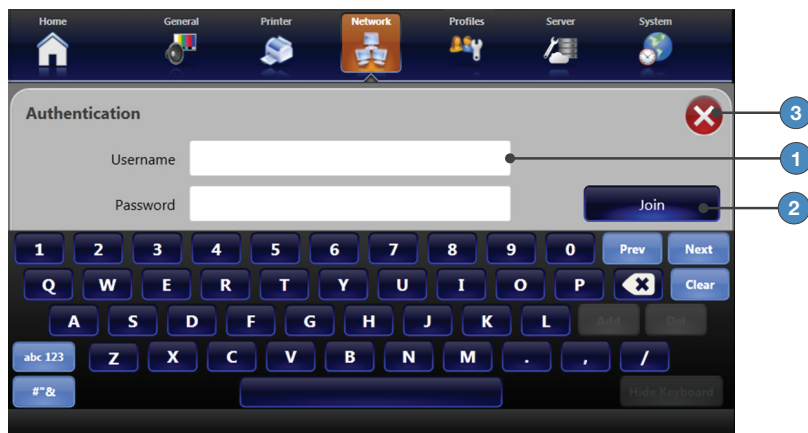 Home General Printer Network Profiles Server System
Authentication
3
Username
1
Password
Join
2
1 2 3 4 5 6 7 8 9 0 Prev Next
Q W E R T Y U I O P Clear
A S D F G H J K L Add Del
abc 123 Z X C V B N M . , /
#"& Hide Keyboard